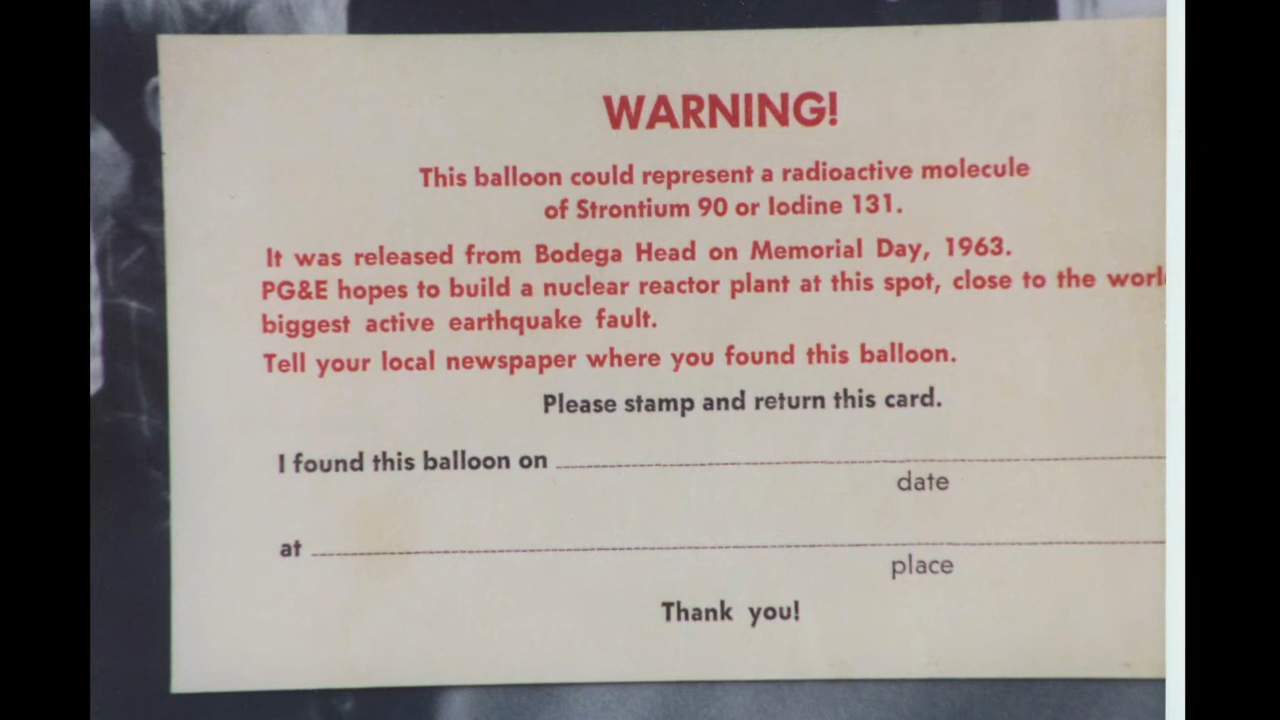 WARNING!
This balloon could represent a radioactive molecule
of Strontium 90 or Iodine 131.
It was released from Bodega Head on Memorial Day, 1963.
PG&E hopes to build a nuclear reactor plant at this spot, close to the
biggest active earthquake fault.
Tell your local newspaper where you found this balloon.
Please stamp and return this card.
I found this balloon on
date
at
place
Thank you!